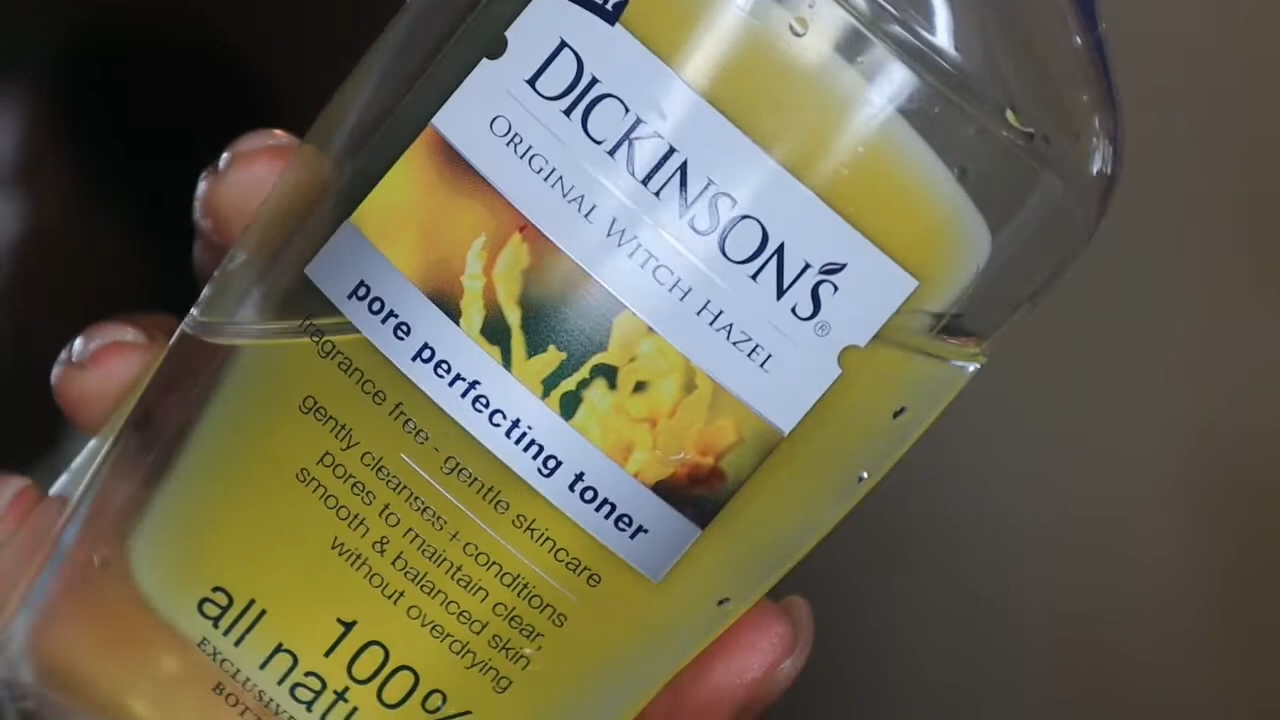 DICKINSON'S®
ORIGINAL WITCH HAZEL
pore perfecting toner
fragrance free - gentle skincare
gently cleanses + conditions
pores to maintain clear,
smooth & balanced skin
without overdrying
100%
all